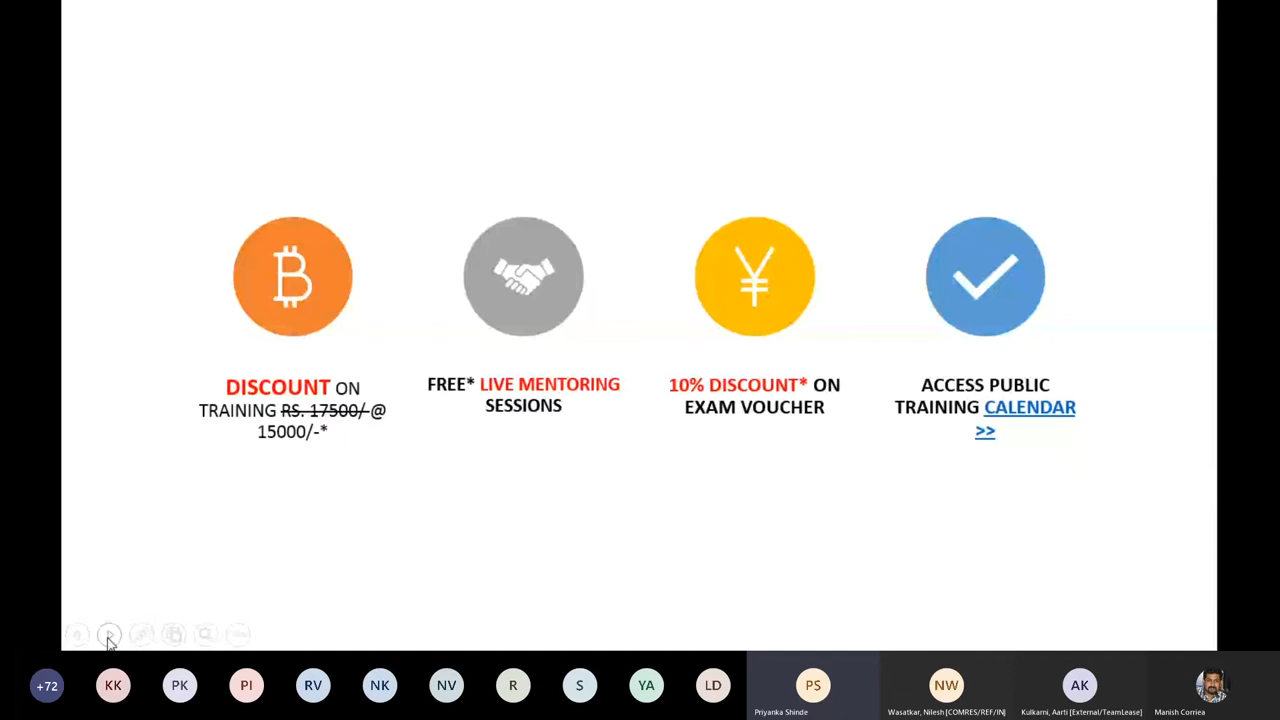 DISCOUNT ON
TRAINING RS. 17500/- @
15000/-*
FREE* LIVE MENTORING
SESSIONS
10% DISCOUNT* ON
EXAM VOUCHER
ACCESS PUBLIC
TRAINING CALENDAR
>>
+72
KK
PK
PI
RV
NK
NV
R
S
YA
LD
PS
NW
AK
Priyanka Shinde
Wasatkar, Nilesh [COMRES/REF/IN]
Kulkarni, Aarti [External/TeamLease]
Manish Corriea